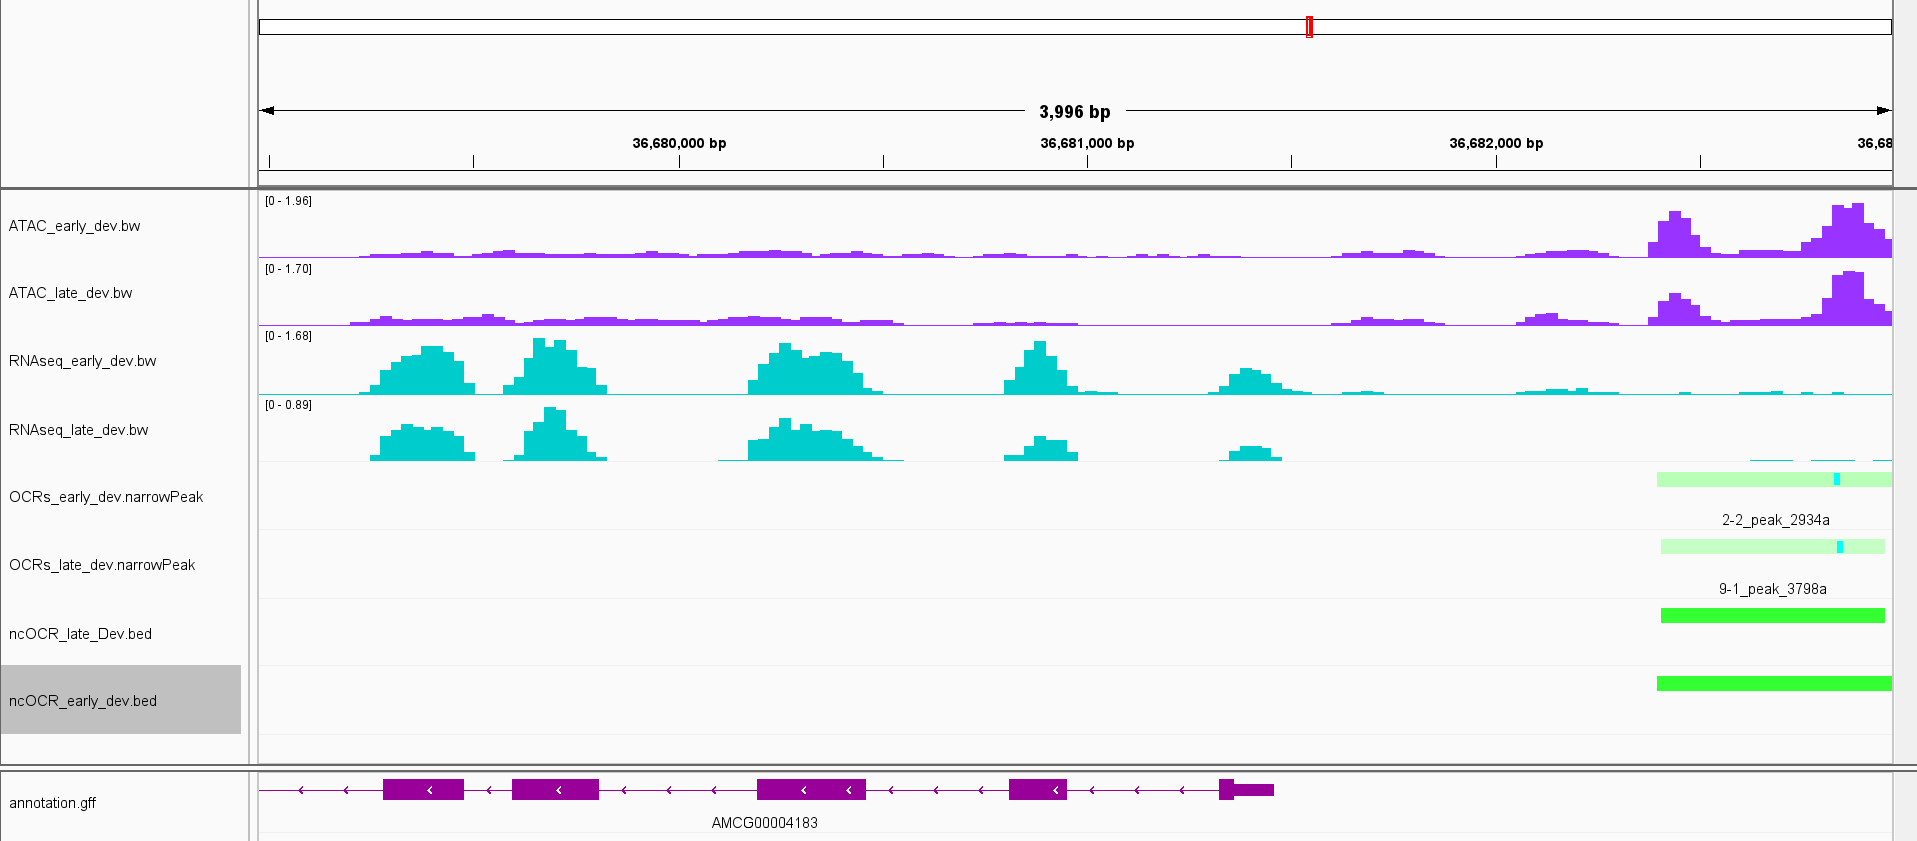 3,996 bp
36,680,000 bp 36,681,000 bp 36,682,000 bp 36,68
[0 - 1.96]
ATAC_early_dev.bw
[0 - 1.70]
ATAC_late_dev.bw
[0 - 1.68]
RNAseq_early_dev.bw
[0 - 0.89]
RNAseq_late_dev.bw
OCRs_early_dev.narrowPeak
2-2_peak_2934a
OCRs_late_dev.narrowPeak
9-1_peak_3798a
ncOCR_late_Dev.bed
ncOCR_early_dev.bed
annotation.gff
AMCG00004183